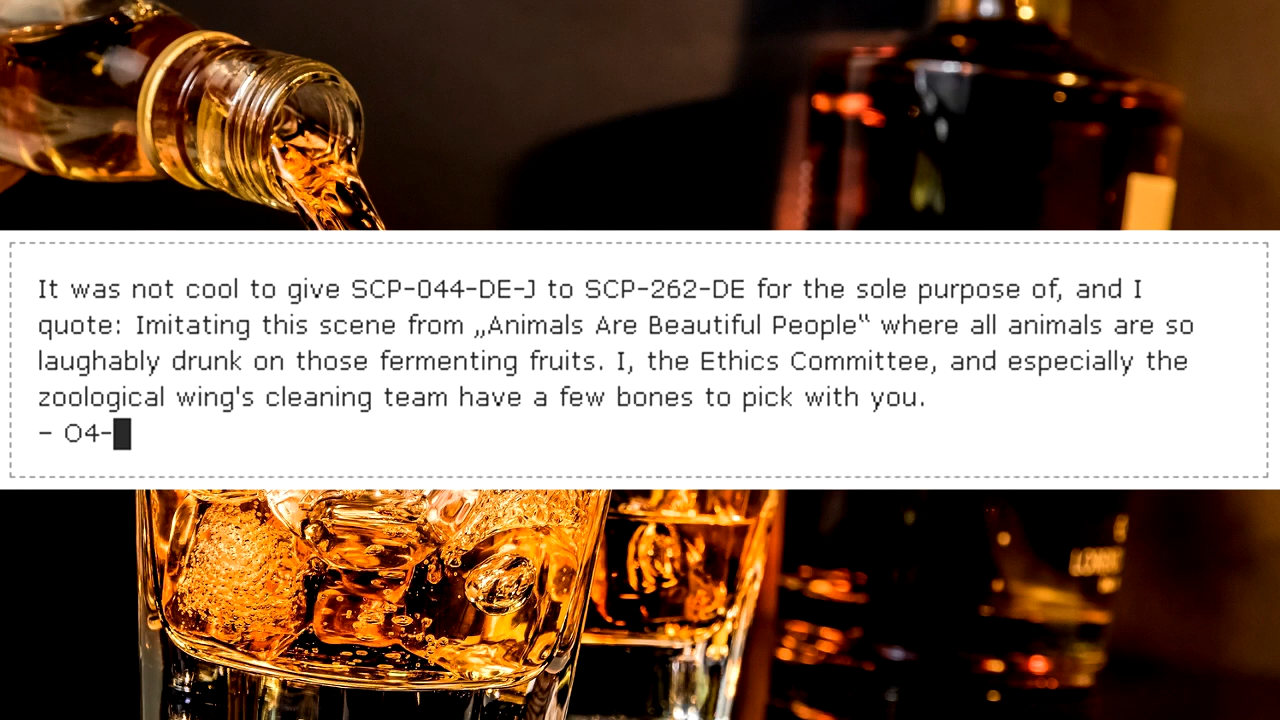 It was not cool to give SCP-044-DE-J to SCP-262-DE for the sole purpose of, and I
quote: Imitating this scene from „Animals Are Beautiful People“ where all animals are so
laughably drunk on those fermenting fruits. I, the Ethics Committee, and especially the
zoological wing's cleaning team have a few bones to pick with you.
- O4-█